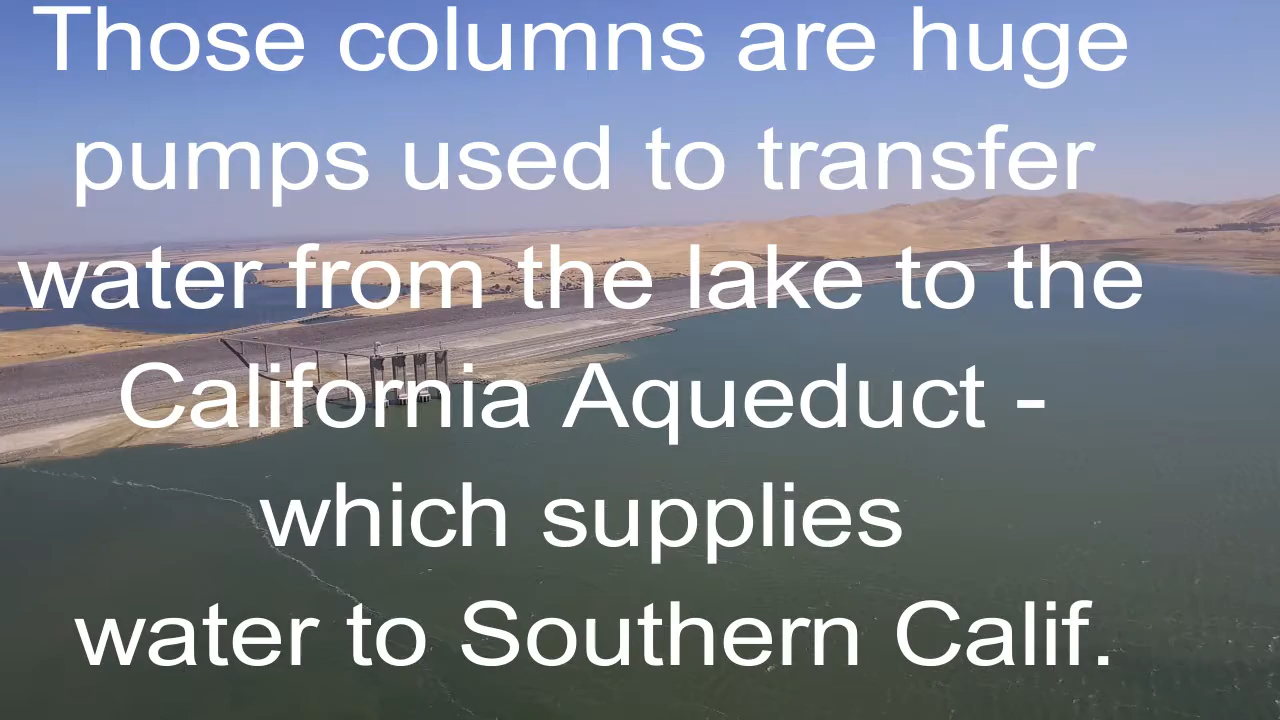 Those columns are huge
pumps used to transfer
water from the lake to the
California Aqueduct -
which supplies
water to Southern Calif.